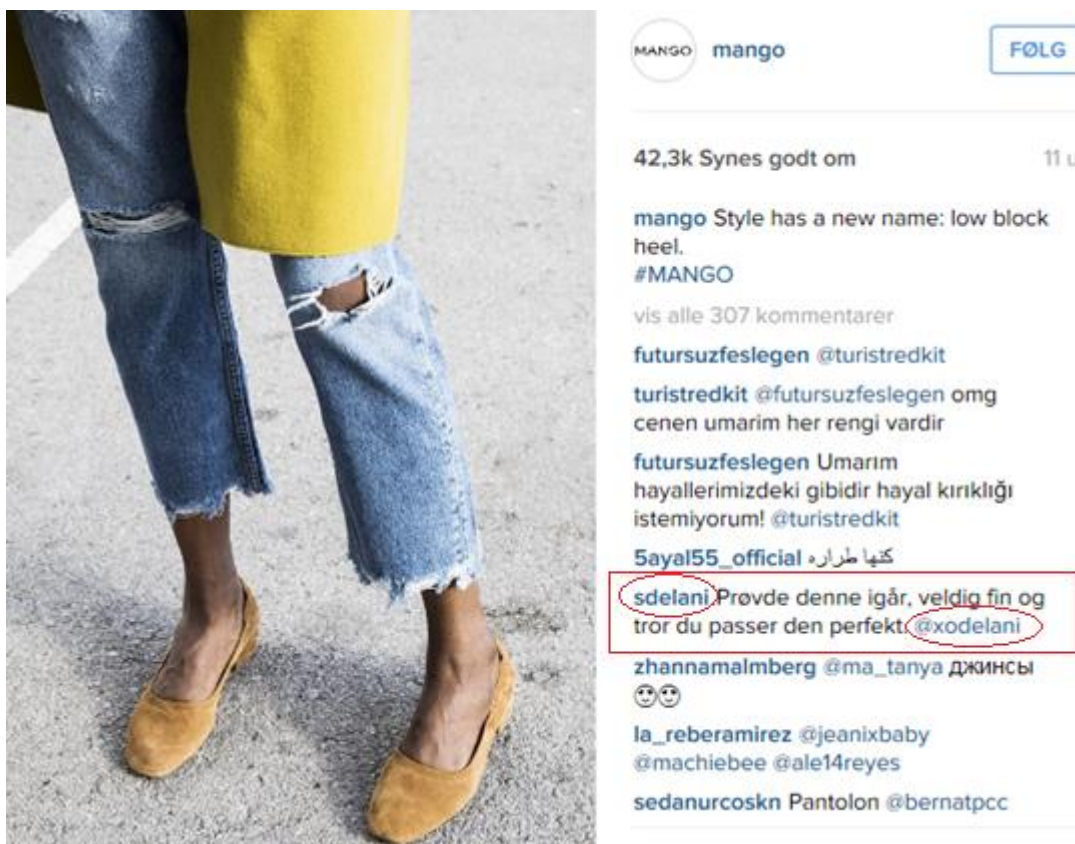 MANGO
mango
FØLG
42,3k Synes godt om
11 u
mango Style has a new name: low block
heel.
#MANGO
vis alle 307 kommentarer
futursuzfeslegen @turistredkit
turistredkit @futursuzfeslegen omg
cenen umarim her rengi vardir
futursuzfeslegen Umarım
hayallerimizdeki gibidir hayal kırıklığı
istemiyorum! @turistredkit
5ayal55_official كنها طراره
sdelani Prøvde denne igår, veldig fin og
tror du passer den perfekt. @xodelani
zhannamalmberg @ma_tanya джинсы
🙄🙄
la_reberamirez @jeanixbaby
@machiebee @ale14reyes
sedanurcoskn Pantolon @bernatpcc